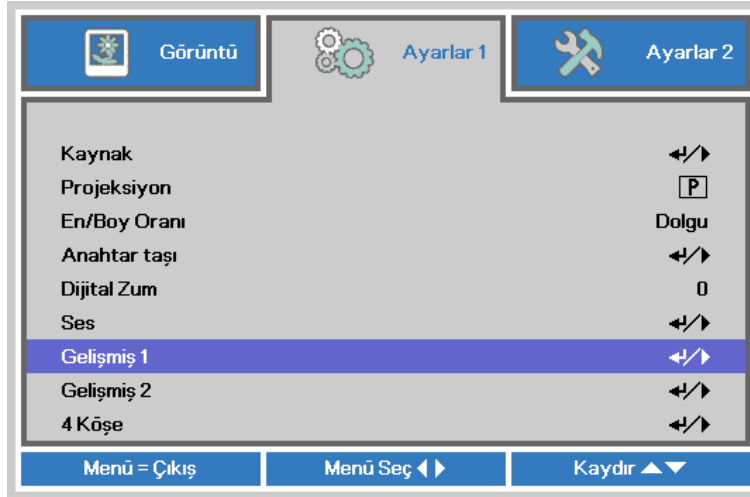 Görüntü
Ayarlar 1
Ayarlar 2
Kaynak
Projeksiyon P
En/Boy Oranı Dolgu
Anahtar taşı
Dijital Zum 0
Ses
Gelişmiş 1
Gelişmiş 2
4 Köşe
Menü = Çıkış
Menü Seç
Kaydır